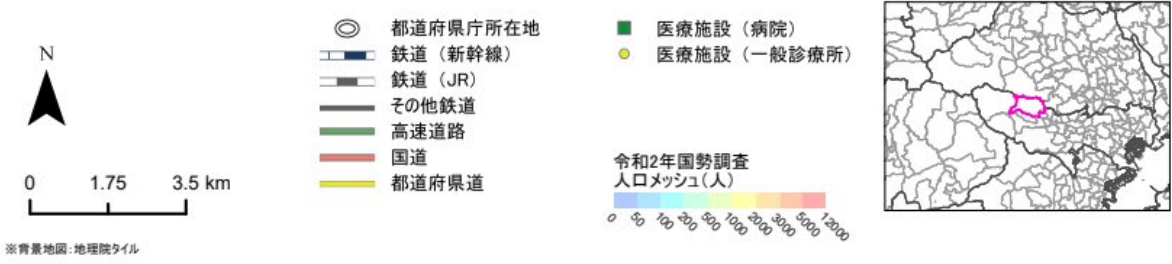 N
0 1.75 3.5 km
※背景地図：地理院タイル
都道府県庁所在地
鉄道（新幹線）
鉄道（JR）
その他鉄道
高速道路
国道
都道府県道
医療施設（病院）
医療施設（一般診療所）
令和2年国勢調査
人口メッシュ（人）
0 50 100 200 500 1000 2000 3000 5000 12000